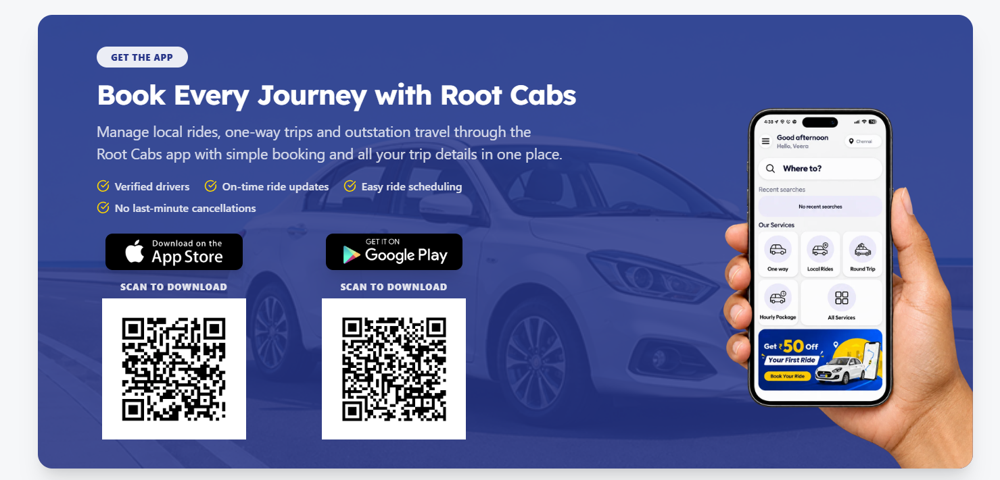 GET THE APP
Book Every Journey with Root Cabs
Manage local rides, one-way trips and outstation travel through the
Root Cabs app with simple booking and all your trip details in one place.
Verified drivers On-time ride updates Easy ride scheduling
No last-minute cancellations
Download on the
App Store
GET IT ON
Google Play
SCAN TO DOWNLOAD
SCAN TO DOWNLOAD
4:38
76
Good afternoon
Hello, Veera
Chennai
Where to?
Recent searches
No recent searches
Our Services
One way Local Rides Round Trip
Hourly Package All Services
Get ₹50 Off
Your First Ride
Book Your Ride